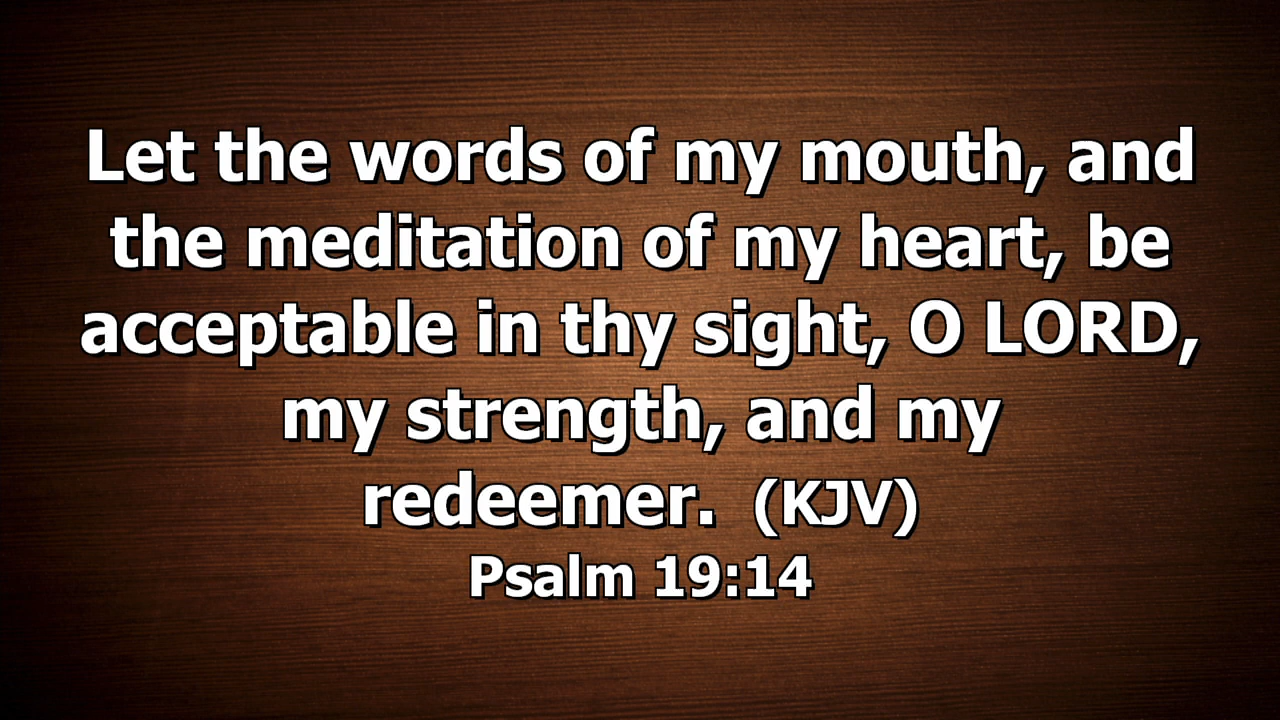 Let the words of my mouth, and
the meditation of my heart, be
acceptable in thy sight, O LORD,
my strength, and my
redeemer.  (KJV)
Psalm 19:14